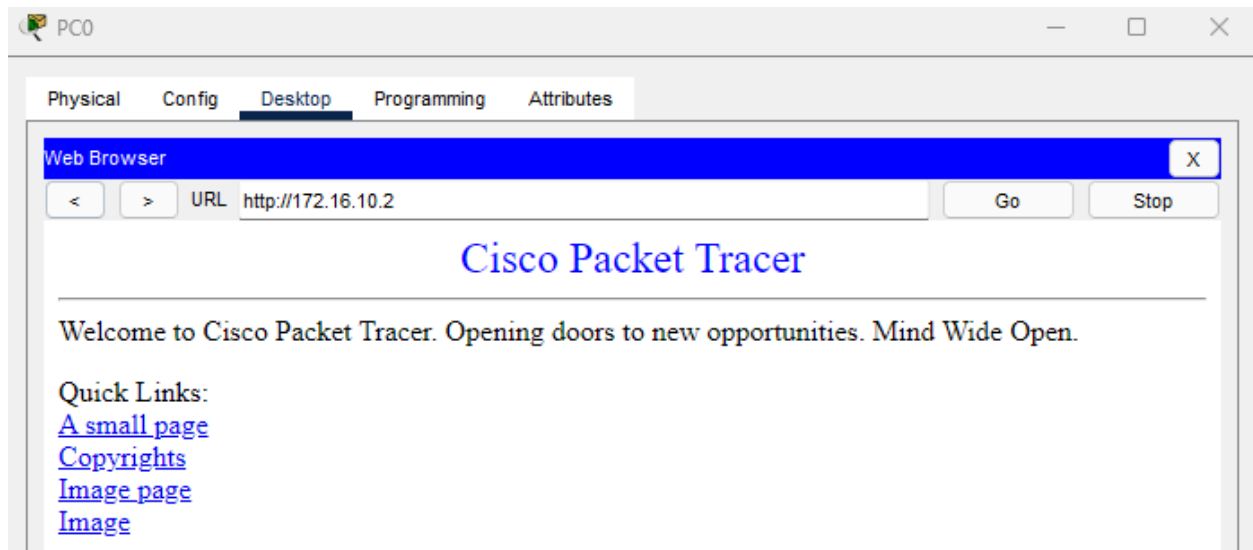 PC0
Physical Config Desktop Programming Attributes
Web Browser X
< > URL http://172.16.10.2 Go Stop
Cisco Packet Tracer
Welcome to Cisco Packet Tracer. Opening doors to new opportunities. Mind Wide Open.
Quick Links:
A small page
Copyrights
Image page
Image